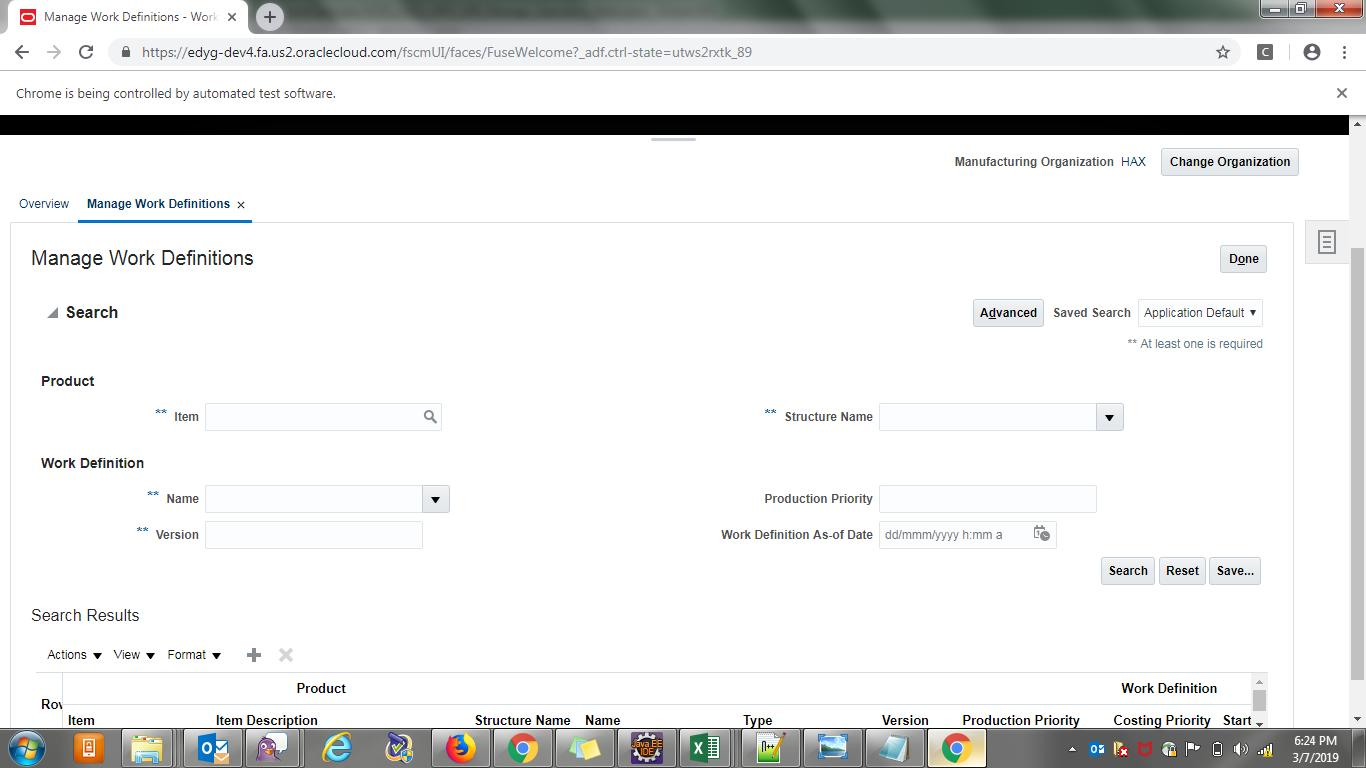 Manage Work Definitions - Work
https://edyg-dev4.fa.us2.oraclecloud.com/fscmUI/faces/FuseWelcome?_adf.ctrl-state=utws2rxtk_89
C
Chrome is being controlled by automated test software.
Manufacturing Organization HAX Change Organization
Overview Manage Work Definitions
Manage Work Definitions
Done
Search
Advanced Saved Search Application Default
** At least one is required
Product
** Item
** Structure Name
Work Definition
** Name
Production Priority
** Version
Work Definition As-of Date dd/mmm/yyyy h:mm a
Search Reset Save...
Search Results
Actions View Format
Product Work Definition
Row
Item Item Description Structure Name Name Type Version Production Priority Costing Priority Start
Java EE
IDE
6:24 PM
3/7/2019